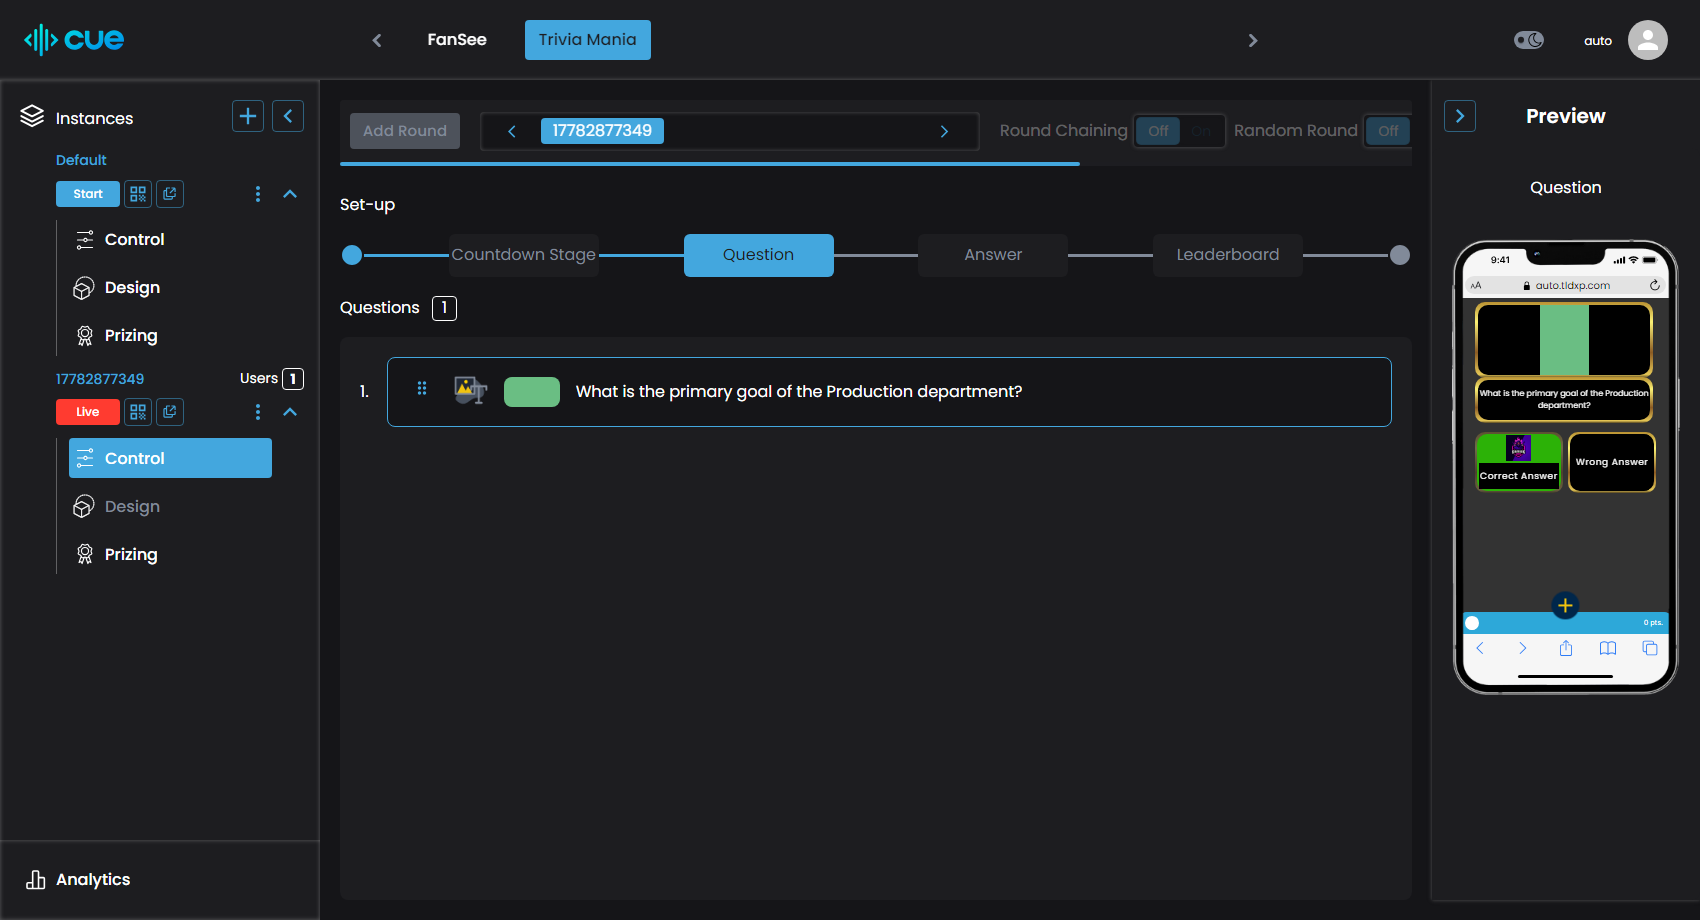 cue
FanSee
Trivia Mania
auto
Instances
Default
Start
Control
Design
Prizing
17782877349
Users 1
Live
Control
Design
Prizing
Analytics
Add Round
17782877349
Round Chaining
Off
On
Random Round
Off
Set-up
Countdown Stage
Question
Answer
Leaderboard
Questions 1
1.
What is the primary goal of the Production department?
Preview
Question
9:41
AA
auto.tldxp.com
What is the primary goal of the Production
department?
Correct Answer
Wrong Answer
0 pts.